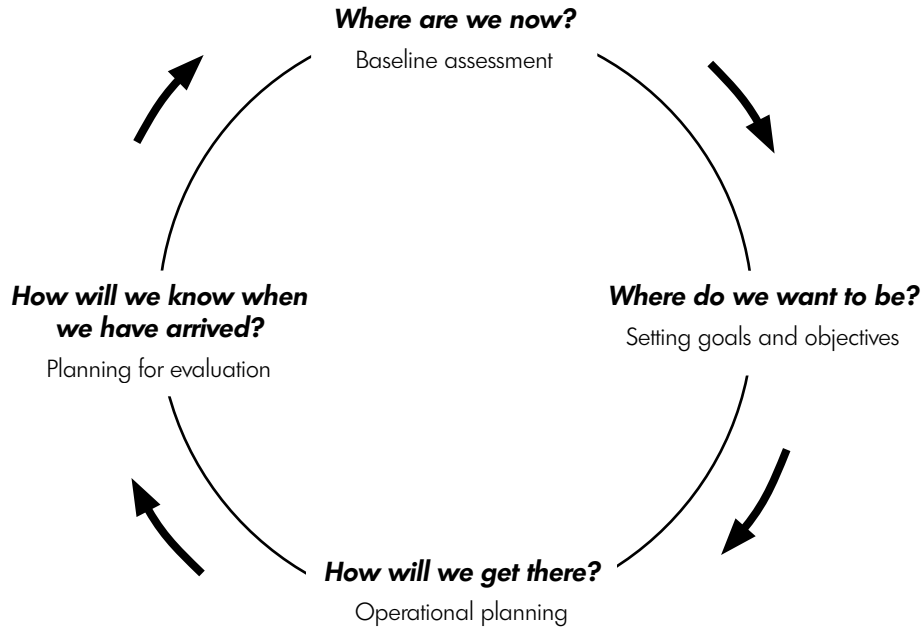 Where are we now?
Baseline assessment
Where do we want to be?
Setting goals and objectives
How will we get there?
Operational planning
How will we know when
we have arrived?
Planning for evaluation